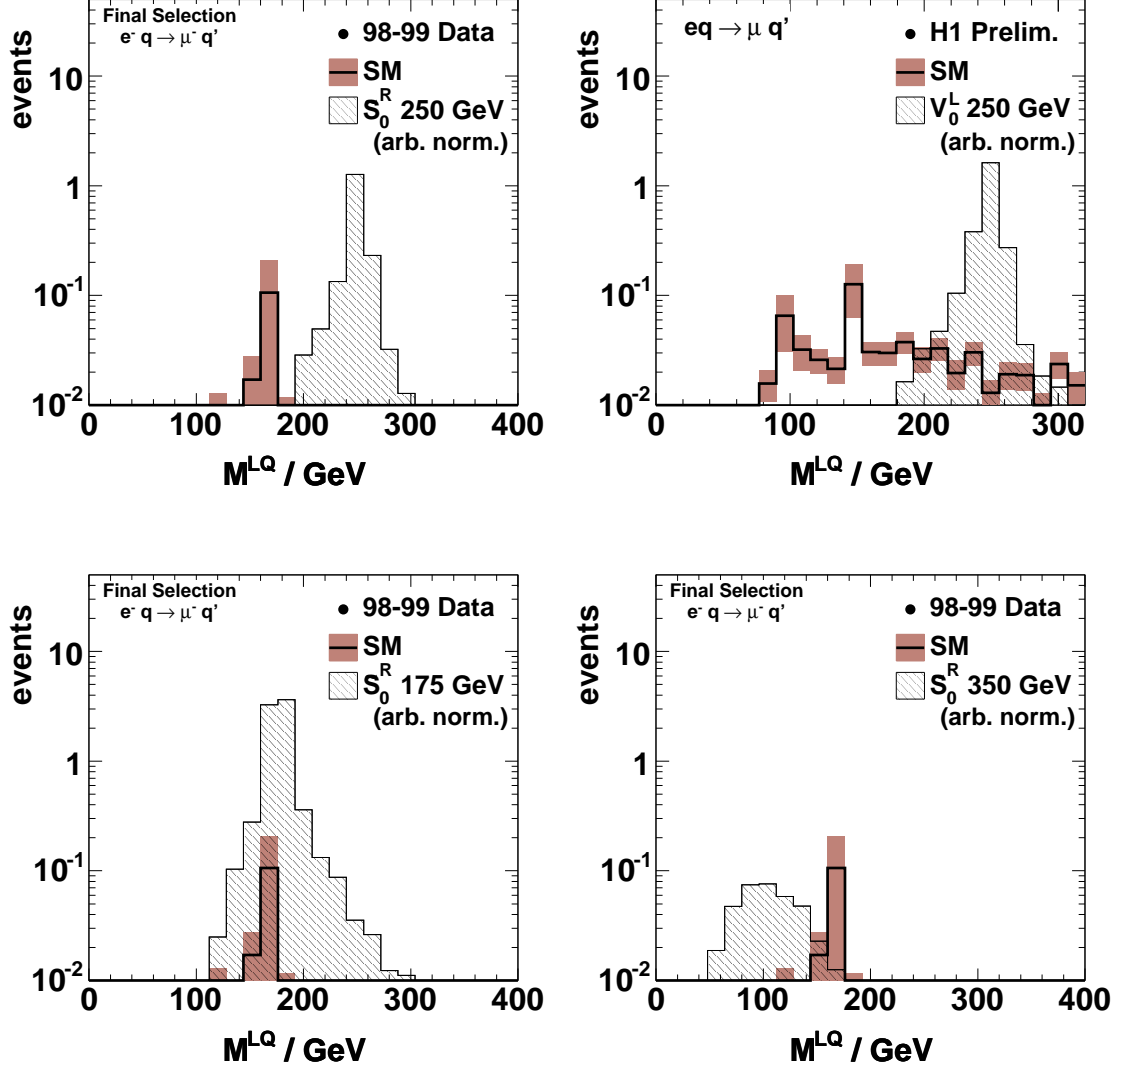 Final Selection
e⁻ q → μ⁻ q’
98-99 Data
SM
S₀ᴿ 250 GeV
(arb. norm.)
events
10
1
10⁻¹
10⁻²
0 100 200 300 400
Mᴸᑫ / GeV
eq → μ q’
H1 Prelim.
SM
V₀ᴸ 250 GeV
(arb. norm.)
events
10
1
10⁻¹
10⁻²
0 100 200 300
Mᴸᑫ / GeV
Final Selection
e⁻ q → μ⁻ q’
98-99 Data
SM
S₀ᴿ 175 GeV
(arb. norm.)
events
10
1
10⁻¹
10⁻²
0 100 200 300 400
Mᴸᑫ / GeV
Final Selection
e⁻ q → μ⁻ q’
98-99 Data
SM
S₀ᴿ 350 GeV
(arb. norm.)
events
10
1
10⁻¹
10⁻²
0 100 200 300 400
Mᴸᑫ / GeV